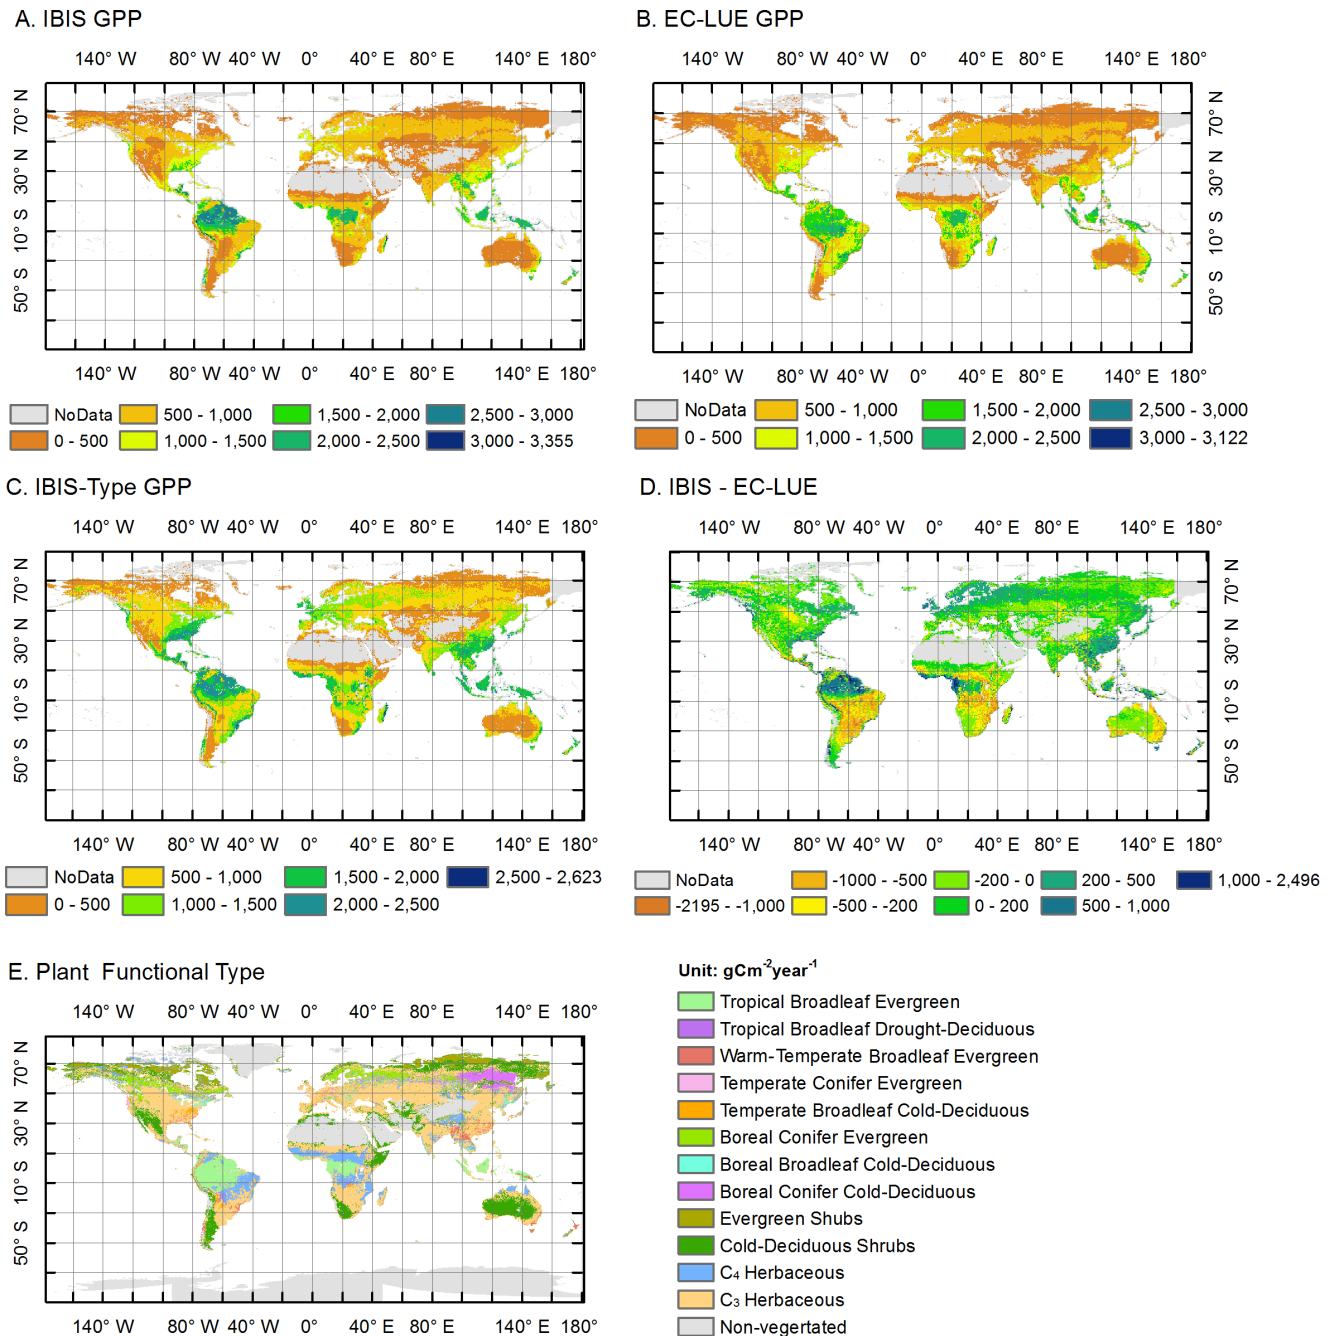 A. IBIS GPP
B. EC-LUE GPP
140° W 80° W 40° W 0° 40° E 80° E 140° E 180°
140° W 80° W 40° W 0° 40° E 80° E 140° E 180°
70° N
30° N
10° S
50° S
70° N
30° N
10° S
50° S
140° W 80° W 40° W 0° 40° E 80° E 140° E 180°
140° W 80° W 40° W 0° 40° E 80° E 140° E 180°
NoData 500 - 1,000 1,500 - 2,000 2,500 - 3,000
0 - 500 1,000 - 1,500 2,000 - 2,500 3,000 - 3,355
NoData 500 - 1,000 1,500 - 2,000 2,500 - 3,000
0 - 500 1,000 - 1,500 2,000 - 2,500 3,000 - 3,122
C. IBIS-Type GPP
D. IBIS - EC-LUE
140° W 80° W 40° W 0° 40° E 80° E 140° E 180°
140° W 80° W 40° W 0° 40° E 80° E 140° E 180°
70° N
30° N
10° S
50° S
70° N
30° N
10° S
50° S
140° W 80° W 40° W 0° 40° E 80° E 140° E 180°
140° W 80° W 40° W 0° 40° E 80° E 140° E 180°
NoData 500 - 1,000 1,500 - 2,000 2,500 - 2,623
0 - 500 1,000 - 1,500 2,000 - 2,500
NoData -1000 - -500 -200 - 0 200 - 500 1,000 - 2,496
-2195 - -1,000 -500 - -200 0 - 200 500 - 1,000
E. Plant Functional Type
140° W 80° W 40° W 0° 40° E 80° E 140° E 180°
70° N
30° N
10° S
50° S
140° W 80° W 40° W 0° 40° E 80° E 140° E 180°
Unit: gCm⁻²year⁻¹
Tropical Broadleaf Evergreen
Tropical Broadleaf Drought-Deciduous
Warm-Temperate Broadleaf Evergreen
Temperate Conifer Evergreen
Temperate Broadleaf Cold-Deciduous
Boreal Conifer Evergreen
Boreal Broadleaf Cold-Deciduous
Boreal Conifer Cold-Deciduous
Evergreen Shubs
Cold-Deciduous Shrubs
C₄ Herbaceous
C₃ Herbaceous
Non-vegertated